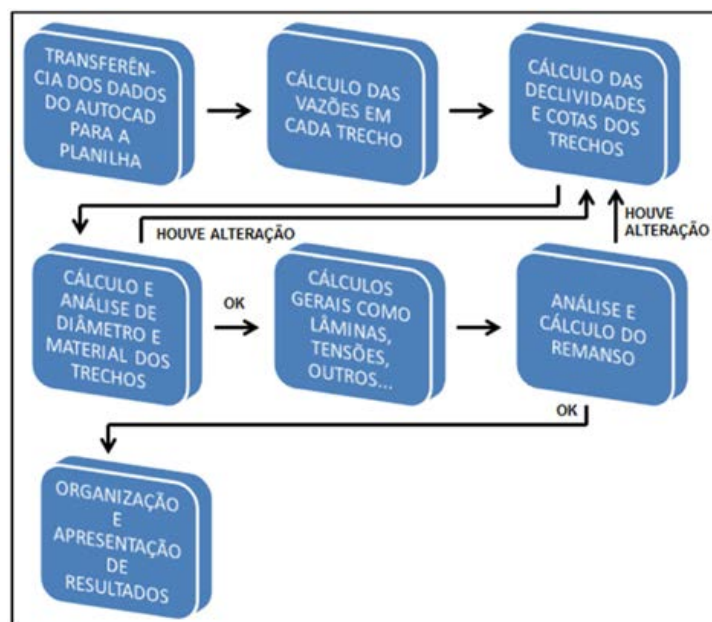 TRANSFERÊN-
CIA DOS DADOS
DO AUTOCAD
PARA A
PLANILHA
CÁLCULO DAS
VAZÕES EM
CADA TRECHO
CÁLCULO DAS
DECLIVIDADES
E COTAS DOS
TRECHOS
HOUVE ALTERAÇÃO
HOUVE
ALTERAÇÃO
CÁLCULO E
ANÁLISE DE
DIÂMETRO E
MATERIAL DOS
TRECHOS
OK
CÁLCULOS
GERAIS COMO
LÂMINAS,
TENSÕES,
OUTROS...
ANÁLISE E
CÁLCULO DO
REMANSO
OK
ORGANIZAÇÃO
E
APRESENTAÇÃO
DE
RESULTADOS